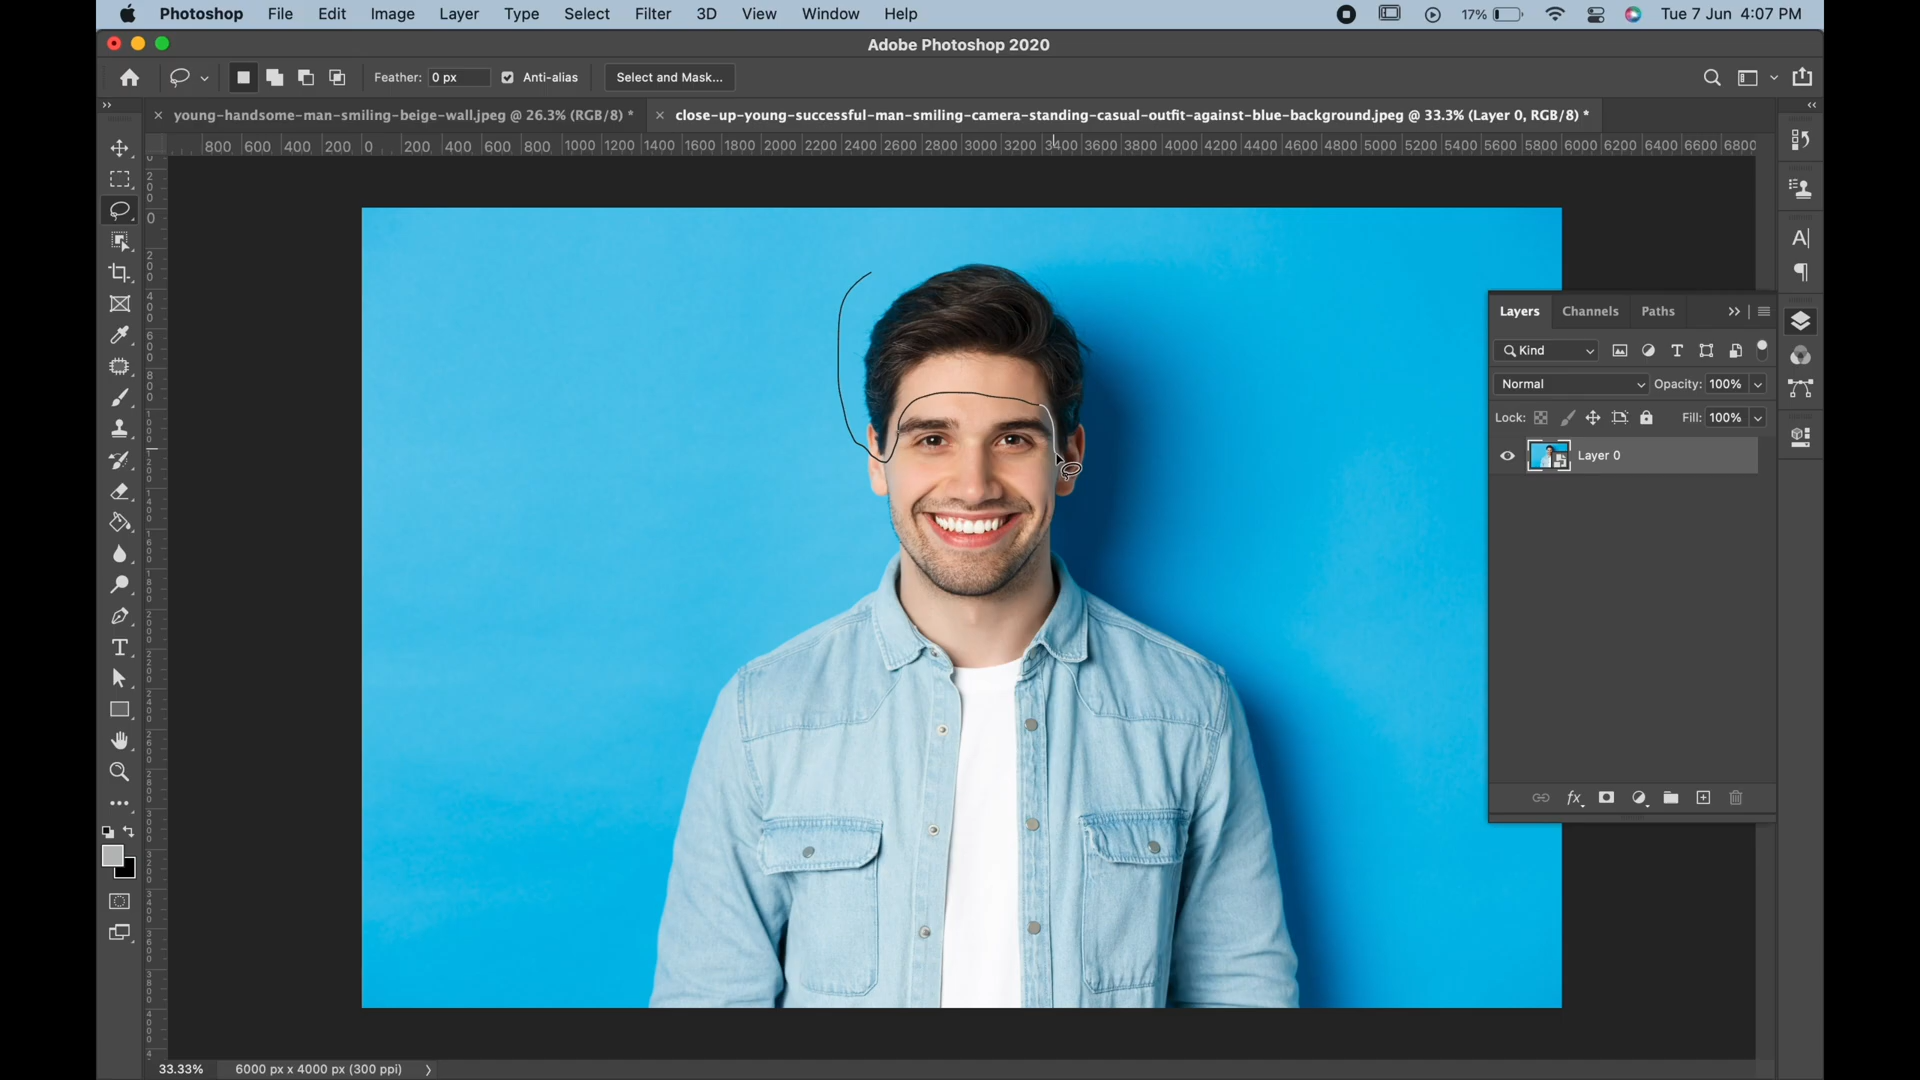 Photoshop File Edit Image Layer Type Select Filter 3D View Window Help 17% Tue 7 Jun 4:07 PM
Adobe Photoshop 2020
Feather: 0 px Anti-alias Select and Mask...
young-handsome-man-smiling-beige-wall.jpeg @ 26.3% (RGB/8) *
close-up-young-successful-man-smiling-camera-standing-casual-outfit-against-blue-background.jpeg @ 33.3% (Layer 0, RGB/8) *
800 600 400 200 0 200 400 600 800 1000 1200 1400 1600 1800 2000 2200 2400 2600 2800 3000 3200 3400 3600 3800 4000 4200 4400 4600 4800 5000 5200 5400 5600 5800 6000 6200 6400 6600 6800
Layers Channels Paths
Kind
Normal Opacity: 100%
Lock: Fill: 100%
Layer 0
fx
33.33% 6000 px x 4000 px (300 ppi)